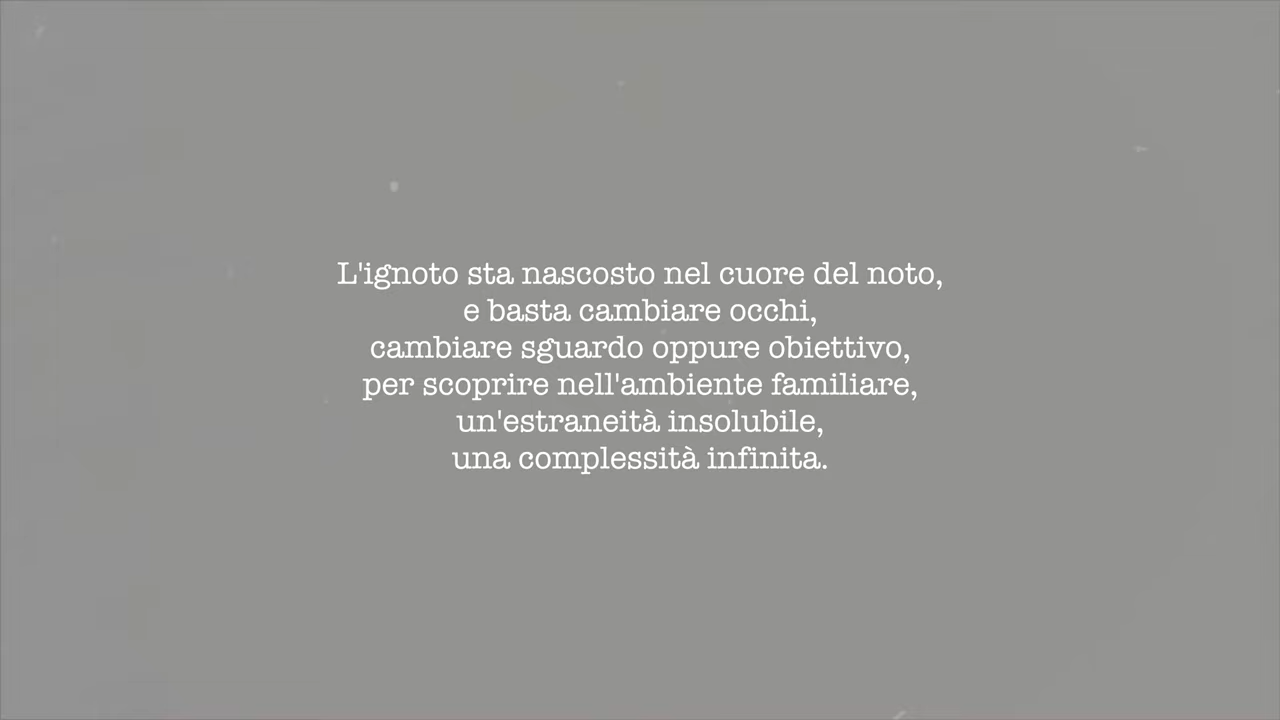 L'ignoto sta nascosto nel cuore del noto,
e basta cambiare occhi,
cambiare sguardo oppure obiettivo,
per scoprire nell'ambiente familiare,
un'estraneità insolubile,
una complessità infinita.